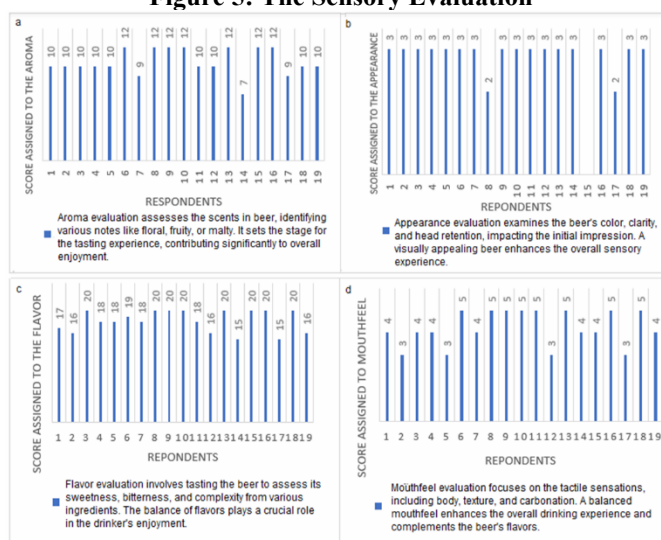 Figure 3: The Sensory Evaluation
a
SCORE ASSIGNED TO THE AROMA
10 10 10 10 10 12 9 12 12 12 10 10 12 7 12 12 9 10 10
1 2 3 4 5 6 7 8 9 10 11 12 13 14 15 16 17 18 19
RESPONDENTS
Aroma evaluation assesses the scents in beer, identifying
various notes like floral, fruity, or malty. It sets the stage for
the tasting experience, contributing significantly to overall
enjoyment.
b
SCORE ASSIGNED TO THE APPEARANCE
3 3 3 3 3 3 3 2 3 3 3 3 3 3 3 2 3 3
1 2 3 4 5 6 7 8 9 10 11 12 13 14 15 16 17 18 19
RESPONDENTS
Appearance evaluation examines the beer's color, clarity,
and head retention, impacting the initial impression. A
visually appealing beer enhances the overall sensory
experience.
c
SCORE ASSIGNED TO THE FLAVOR
17 16 20 18 18 19 18 20 20 20 18 16 20 15 20 20 15 20 16
1 2 3 4 5 6 7 8 9 10 11 12 13 14 15 16 17 18 19
REPONDENTS
Flavor evaluation involves tasting the beer to assess its
sweetness, bitterness, and complexity from various
ingredients. The balance of flavors plays a crucial role
in the drinker's enjoyment.
d
SCORE ASSIGNED TO MOUTHFEEL
4 3 4 4 3 5 4 5 5 5 5 3 5 4 4 5 3 5 4
1 2 3 4 5 6 7 8 9 10 11 12 13 14 15 16 17 18 19
REPONDENTS
Mouthfeel evaluation focuses on the tactile sensations,
including body, texture, and carbonation. A balanced
mouthfeel enhances the overall drinking experience and
complements the beer's flavors.